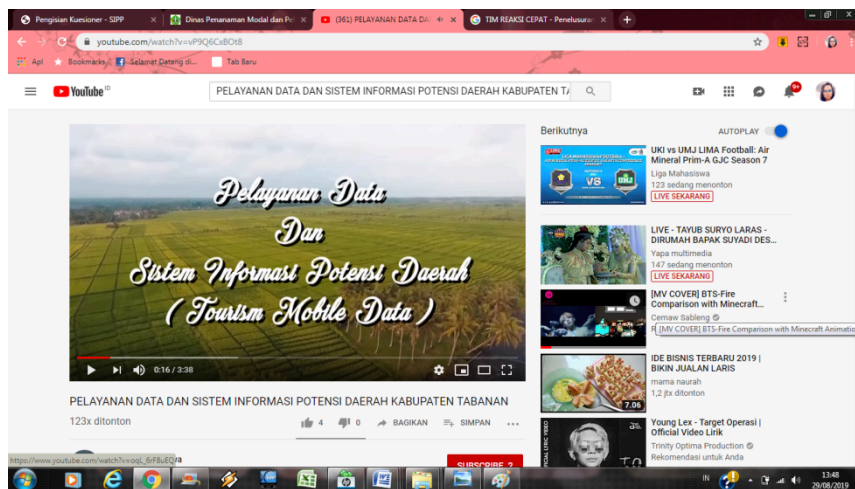 Pengisian Kuesioner - SIPP
Dinas Penanaman Modal dan Pe
(361) PELAYANAN DATA DA
TIM REAKSI CEPAT - Penelusuran
youtube.com/watch?v=vP9Q6CxBOt8
Apl
Bookmarks
Selamat Datang di...
Tab Baru
YouTube ID
PELAYANAN DATA DAN SISTEM INFORMASI POTENSI DAERAH KABUPATEN TA
9+
Pelayanan Data
Dan
Sistem Informasi Potensi Daerah
( Tourism Mobile Data )
0:16 / 3:38
PELAYANAN DATA DAN SISTEM INFORMASI POTENSI DAERAH KABUPATEN TABANAN
123x ditonton
4
0
BAGIKAN
SIMPAN
SUBSCRIBE 2
Berikutnya
AUTOPLAY
VS
UMJ
UKI vs UMJ LIMA Football: Air
Mineral Prim-A GJC Season 7
Liga Mahasiswa
123 sedang menonton
LIVE SEKARANG
LIVE - TAYUB SURYO LARAS -
DIRUMAH BAPAK SUYADI DES...
Yapa multimedia
147 sedang menonton
LIVE SEKARANG
[MV COVER] BTS-Fire
Comparison with Minecraft...
Cemaw Sableng
[MV COVER] BTS-Fire Comparison with Minecraft Animatio
7.06
IDE BISNIS TERBARU 2019 |
BIKIN JUALAN LARIS
mama naurah
1,2 jtx ditonton
OFFICIAL LYRIC VIDEO
Young Lex - Target Operasi |
Official Video Lirik
Trinity Optima Production
Rekomendasi untuk Anda
IN
13:48
29/08/2019